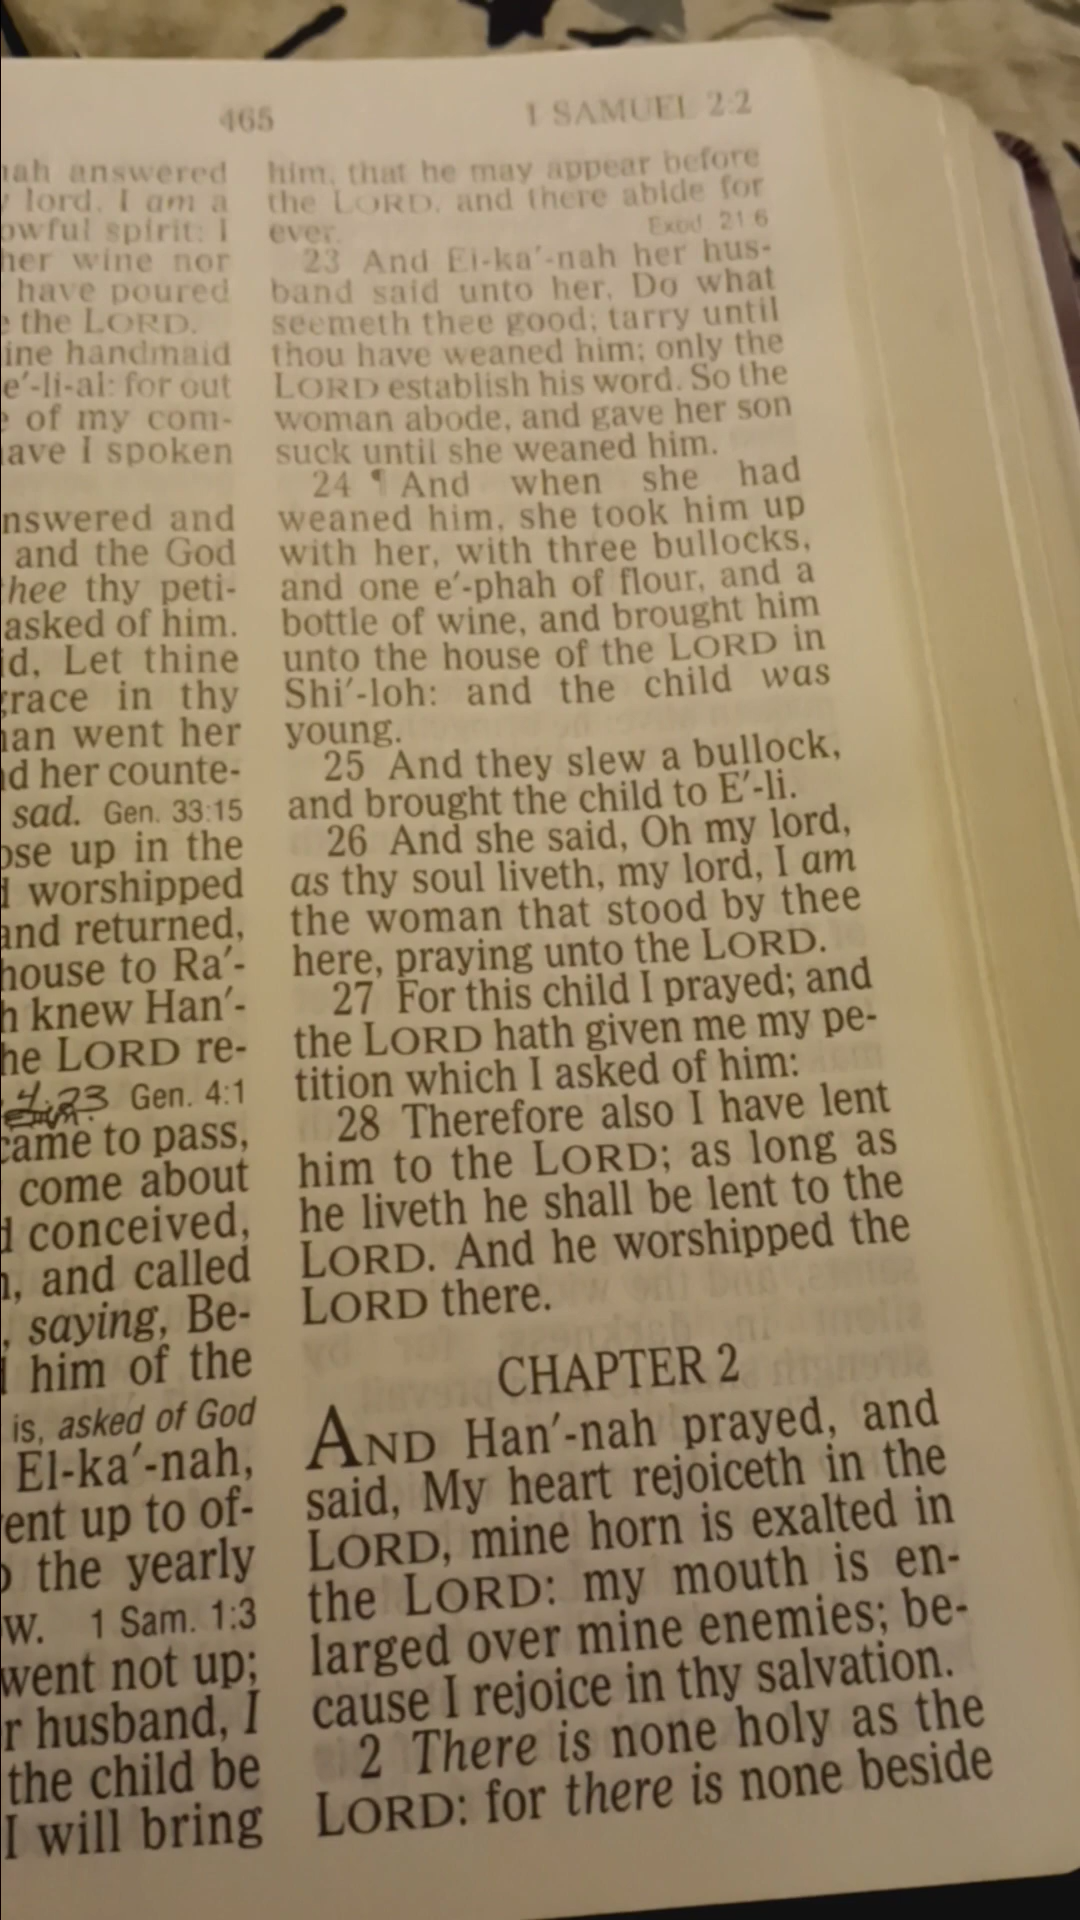 465
1 SAMUEL 2:2
answered
lord, I am a
spirit: I
her wine nor
have poured
the LORD.
handmaid
for out
of my com-
I spoken
and
and the God
thy peti-
asked of him.
Let thine
in thy
went her
her counte-
sad. Gen. 33:15
up in the
worshipped
and returned,
house to Ra′-
knew Han′-
LORD re-
4:23 Gen. 4:1
came to pass,
come about
conceived,
and called
saying, Be-
him of the
is, asked of God
El-ka′-nah,
up to of-
the yearly
1 Sam. 1:3
went not up;
husband, I
the child be
I will bring
him, that he may appear before
the LORD, and there abide for
ever. Exod. 21:6
23 And El-ka′-nah her hus-
band said unto her, Do what
seemeth thee good; tarry until
thou have weaned him; only the
LORD establish his word. So the
woman abode, and gave her son
suck until she weaned him.
24 ¶ And when she had
weaned him, she took him up
with her, with three bullocks,
and one e′-phah of flour, and a
bottle of wine, and brought him
unto the house of the LORD in
Shi′-loh: and the child was
young.
25 And they slew a bullock,
and brought the child to E′-li.
26 And she said, Oh my lord,
as thy soul liveth, my lord, I am
the woman that stood by thee
here, praying unto the LORD.
27 For this child I prayed; and
the LORD hath given me my pe-
tition which I asked of him:
28 Therefore also I have lent
him to the LORD; as long as
he liveth he shall be lent to the
LORD. And he worshipped the
LORD there.
CHAPTER 2
AND Han′-nah prayed, and
said, My heart rejoiceth in the
LORD, mine horn is exalted in
the LORD: my mouth is en-
larged over mine enemies; be-
cause I rejoice in thy salvation.
2 There is none holy as the
LORD: for there is none beside